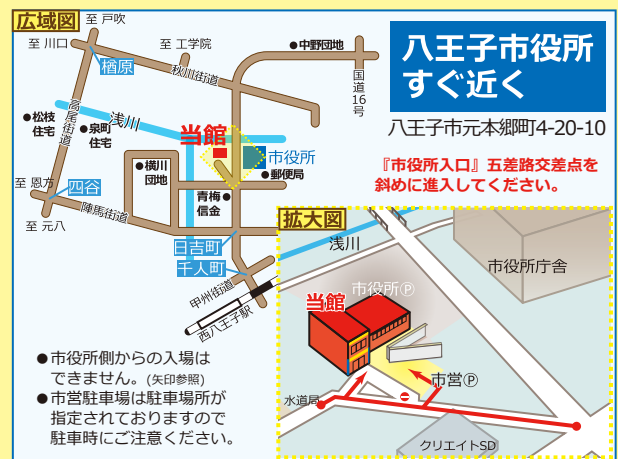 広域図
至 戸吹
至 川口
至 工学院
楢原
秋川街道
●中野団地
国道16号
高尾街道
●松枝
住宅
●泉町
住宅
浅川
当館
市役所
●郵便局
●横川
団地
至 恩方
四谷
青梅●
信金
陣馬街道
至 元八
日吉町
千人町
甲州街道
西八王子駅
八王子市役所
すぐ近く
八王子市元本郷町4-20-10
『市役所入口』五差路交差点を
斜めに進入してください。
拡大図
浅川
市役所庁舎
市役所Ⓟ
当館
市営Ⓟ
水道局
クリエイトSD
●市役所側からの入場は
できません。(矢印参照)
●市営駐車場は駐車場所が
指定されておりますので
駐車時にご注意ください。